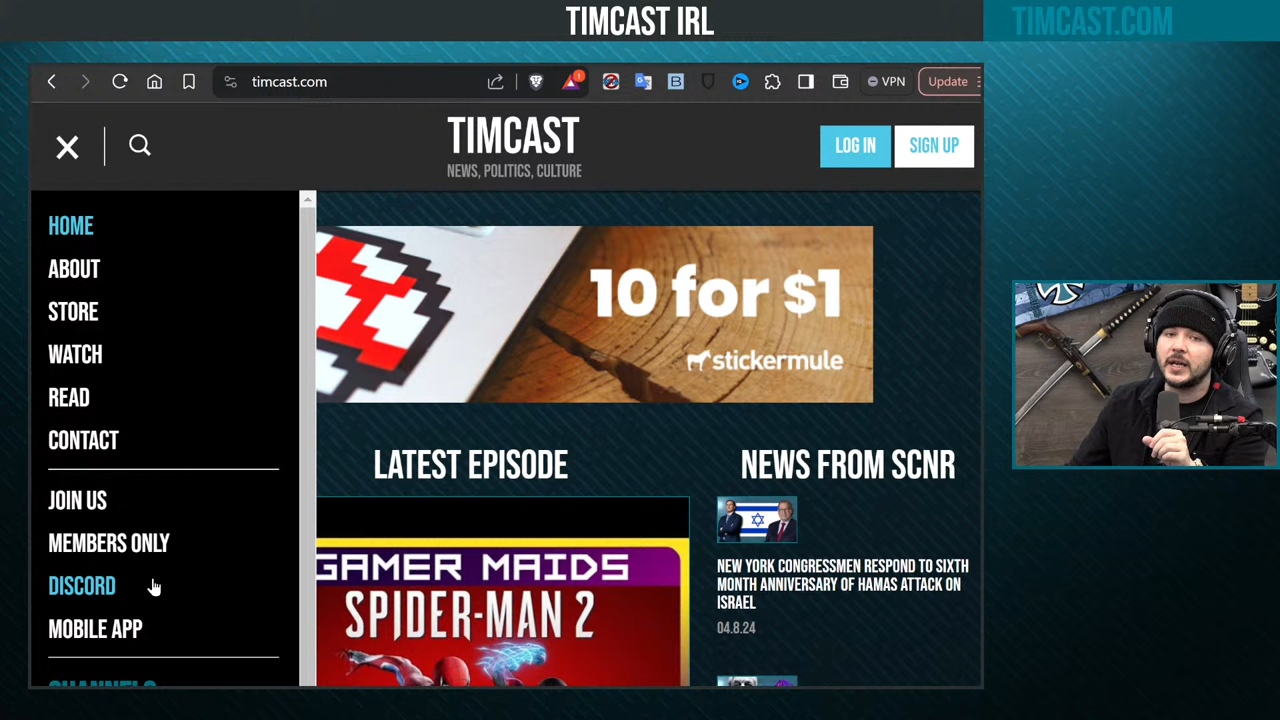 TIMCAST IRL
TIMCAST.COM
timcast.com
1
VPN
Update
TIMCAST
NEWS, POLITICS, CULTURE
LOG IN
SIGN UP
HOME
ABOUT
STORE
WATCH
READ
CONTACT
JOIN US
MEMBERS ONLY
DISCORD
MOBILE APP
CHANNELS
10 for $1
stickermule
LATEST EPISODE
GAMER MAIDS
SPIDER-MAN 2
NEWS FROM SCNR
NEW YORK CONGRESSMEN RESPOND TO SIXTH
MONTH ANNIVERSARY OF HAMAS ATTACK ON
ISRAEL
04.8.24